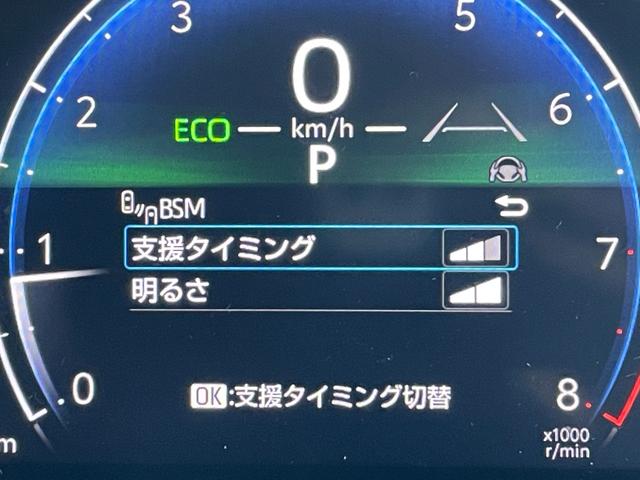 3
5
0
2
6
ECO
km/h
P
BSM
支援タイミング
明るさ
1
7
0
8
OK:支援タイミング切替
x1000
r/min
m